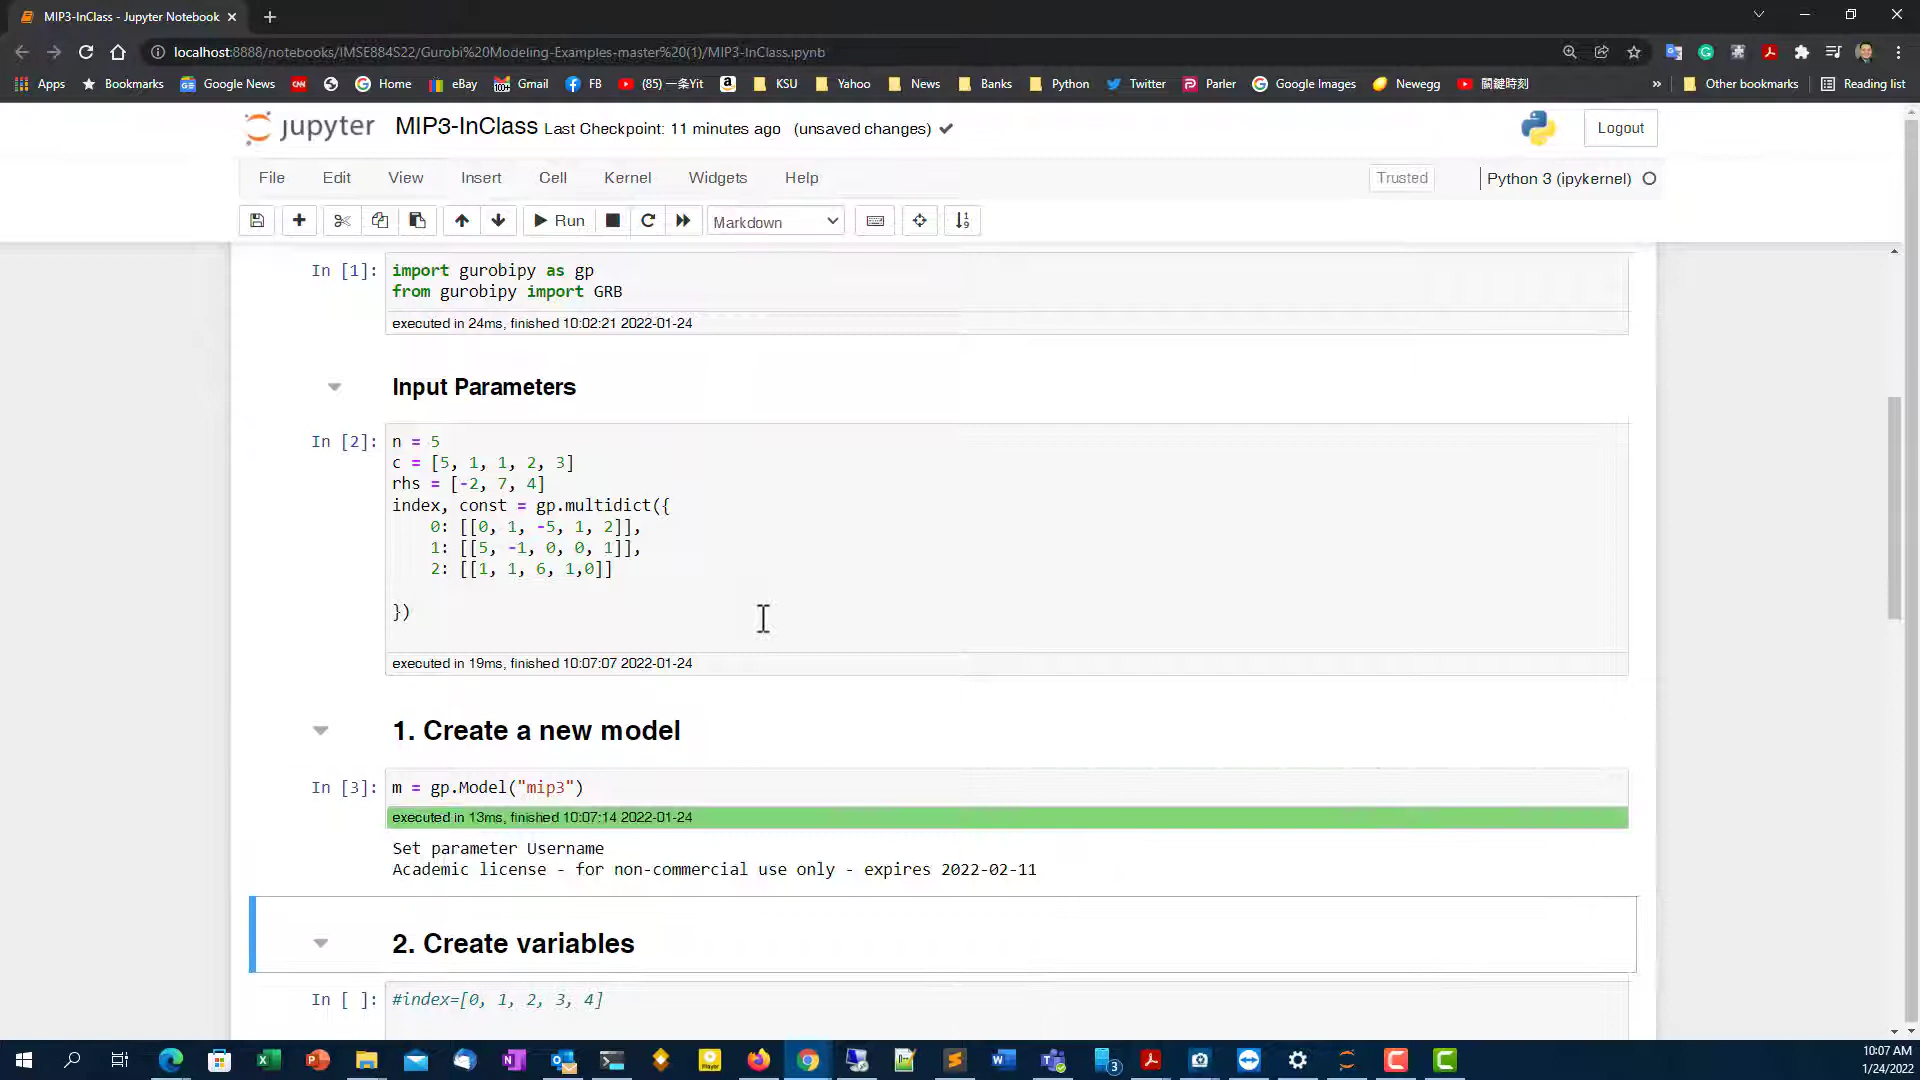 MIP3-InClass - Jupyter Notebook
localhost:8888/notebooks/IMSE884S22/Gurobi%20Modeling-Examples-master%20(1)/MIP3-InClass.ipynb
Apps Bookmarks Google News Home eBay Gmail FB (85) 一条Yit KSU Yahoo News Banks Python Twitter Parler Google Images Newegg 關鍵時刻 » Other bookmarks Reading list
jupyter MIP3-InClass Last Checkpoint: 11 minutes ago (unsaved changes) Logout
File Edit View Insert Cell Kernel Widgets Help Trusted Python 3 (ipykernel)
Run Markdown
In [1]: import gurobipy as gp
from gurobipy import GRB
executed in 24ms, finished 10:02:21 2022-01-24
Input Parameters
In [2]: n = 5
c = [5, 1, 1, 2, 3]
rhs = [-2, 7, 4]
index, const = gp.multidict({
0: [[0, 1, -5, 1, 2]],
1: [[5, -1, 0, 0, 1]],
2: [[1, 1, 6, 1,0]]
})
executed in 19ms, finished 10:07:07 2022-01-24
1. Create a new model
In [3]: m = gp.Model("mip3")
executed in 13ms, finished 10:07:14 2022-01-24
Set parameter Username
Academic license - for non-commercial use only - expires 2022-02-11
2. Create variables
In [ ]: #index=[0, 1, 2, 3, 4]
10:07 AM
1/24/2022